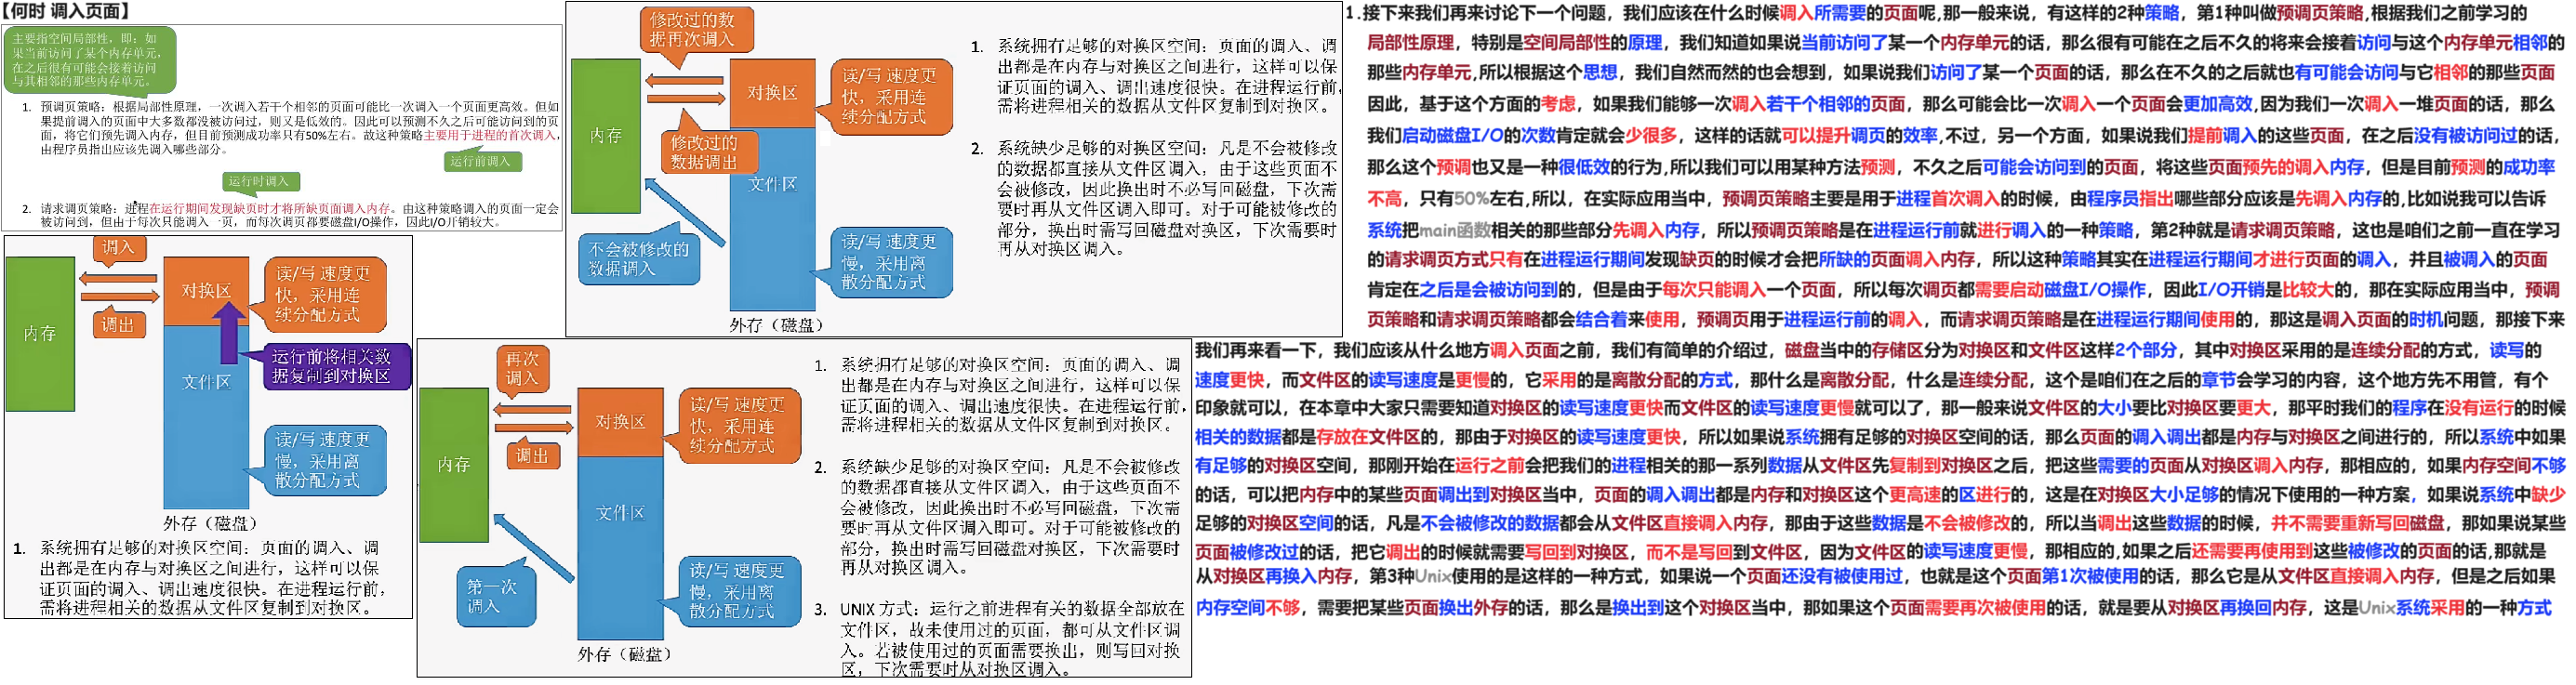 【何时 调入页面】
主要指空间局部性，即：如
果当前访问了某个内存单元，
在之后很有可能会接着访问
与其相邻的那些内存单元。
1. 预调页策略：根据局部性原理，一次调入若干个相邻的页面可能比一次调入一个页面更高效。但如
果提前调入的页面中大多数都没被访问过，则又是低效的。因此可以预测不久之后可能访问到的页
面，将它们预先调入内存，但目前预测成功率只有50%左右。故这种策略主要用于进程的首次调入，
由程序员指出应该先调入哪些部分。
运行前调入
运行时调入
2. 请求调页策略：进程在运行期间发现缺页时才将所缺页面调入内存。由这种策略调入的页面一定会
被访问到，但由于每次只能调入一页，而每次调页都要磁盘I/O操作，因此I/O开销较大。
调入
内存
调出
对换区
文件区
读/写 速度更
快，采用连
续分配方式
运行前将相关数
据复制到对换区
读/写 速度更
慢，采用离
散分配方式
外存（磁盘）
1. 系统拥有足够的对换区空间：页面的调入、调
出都是在内存与对换区之间进行，这样可以保
证页面的调入、调出速度很快。在进程运行前，
需将进程相关的数据从文件区复制到对换区。
修改过的数
据再次调入
内存
修改过的
数据调出
不会被修改的
数据调入
对换区
文件区
读/写 速度更
快，采用连
续分配方式
读/写 速度更
慢，采用离
散分配方式
外存（磁盘）
1. 系统拥有足够的对换区空间：页面的调入、调
出都是在内存与对换区之间进行，这样可以保
证页面的调入、调出速度很快。在进程运行前，
需将进程相关的数据从文件区复制到对换区。
2. 系统缺少足够的对换区空间：凡是不会被修改
的数据都直接从文件区调入，由于这些页面不
会被修改，因此换出时不必写回磁盘，下次需
要时再从文件区调入即可。对于可能被修改的
部分，换出时需写回磁盘对换区，下次需要时
再从对换区调入。
再次
调入
内存
调出
第一次
调入
对换区
文件区
读/写 速度更
快，采用连
续分配方式
读/写 速度更
慢，采用离
散分配方式
外存（磁盘）
1. 系统拥有足够的对换区空间：页面的调入、调
出都是在内存与对换区之间进行，这样可以保
证页面的调入、调出速度很快。在进程运行前，
需将进程相关的数据从文件区复制到对换区。
2. 系统缺少足够的对换区空间：凡是不会被修改
的数据都直接从文件区调入，由于这些页面不
会被修改，因此换出时不必写回磁盘，下次需
要时再从文件区调入即可。对于可能被修改的
部分，换出时需写回磁盘对换区，下次需要时
再从对换区调入。
3. UNIX 方式：运行之前进程有关的数据全部放在
文件区，故未使用过的页面，都可从文件区调
入。若被使用过的页面需要换出，则写回对换
区，下次需要时从对换区调入。
1.接下来我们再来讨论下一个问题，我们应该在什么时候调入所需要的页面呢,那一般来说，有这样的2种策略，第1种叫做预调页策略,根据我们之前学习的
局部性原理，特别是空间局部性的原理，我们知道如果说当前访问了某一个内存单元的话，那么很有可能在之后不久的将来会接着访问与这个内存单元相邻的
那些内存单元,所以根据这个思想，我们自然而然的也会想到，如果说我们访问了某一个页面的话，那么在不久的之后就也有可能会访问与它相邻的那些页面
因此，基于这个方面的考虑，如果我们能够一次调入若干个相邻的页面，那么可能会比一次调入一个页面会更加高效,因为我们一次调入一堆页面的话，那么
我们启动磁盘I/O的次数肯定就会少很多，这样的话就可以提升调页的效率,不过，另一个方面，如果说我们提前调入的这些页面，在之后没有被访问过的话，
那么这个预调也又是一种很低效的行为,所以我们可以用某种方法预测，不久之后可能会访问到的页面，将这些页面预先的调入内存，但是目前预测的成功率
不高，只有50%左右,所以，在实际应用当中，预调页策略主要是用于进程首次调入的时候，由程序员指出哪些部分应该是先调入内存的,比如说我可以告诉
系统把main函数相关的那些部分先调入内存，所以预调页策略是在进程运行前就进行调入的一种策略，第2种就是请求调页策略，这也是咱们之前一直在学习
的请求调页方式只有在进程运行期间发现缺页的时候才会把所缺的页面调入内存，所以这种策略其实在进程运行期间才进行页面的调入，并且被调入的页面
肯定在之后是会被访问到的，但是由于每次只能调入一个页面，所以每次调页都需要启动磁盘I/O操作，因此I/O开销是比较大的，那在实际应用当中，预调
页策略和请求调页策略都会结合着来使用，预调页用于进程运行前的调入，而请求调页策略是在进程运行期间使用的，那这是调入页面的时机问题，那接下来
我们再来看一下，我们应该从什么地方调入页面之前，我们有简单的介绍过，磁盘当中的存储区分为对换区和文件区这样2个部分，其中对换区采用的是连续分配的方式，读写的
速度更快，而文件区的读写速度是更慢的，它采用的是离散分配的方式，那什么是离散分配，什么是连续分配，这个是咱们在之后的章节会学习的内容，这个地方先不用管，有个
印象就可以，在本章中大家只需要知道对换区的读写速度更快而文件区的读写速度更慢就可以了，那一般来说文件区的大小要比对换区要更大，那平时我们的程序在没有运行的时候
相关的数据都是存放在文件区的，那由于对换区的读写速度更快，所以如果说系统拥有足够的对换区空间的话，那么页面的调入调出都是内存与对换区之间进行的，所以系统中如果
有足够的对换区空间，那刚开始在运行之前会把我们的进程相关的那一系列数据从文件区先复制到对换区之后，把这些需要的页面从对换区调入内存，那相应的，如果内存空间不够
的话，可以把内存中的某些页面调出到对换区当中，页面的调入调出都是内存和对换区这个更高速的区进行的，这是在对换区大小足够的情况下使用的一种方案，如果说系统中缺少
足够的对换区空间的话，凡是不会被修改的数据都会从文件区直接调入内存，那由于这些数据是不会被修改的，所以当调出这些数据的时候，并不需要重新写回磁盘，那如果说某些
页面被修改过的话，把它调出的时候就需要写回到对换区，而不是写回到文件区，因为文件区的读写速度更慢，那相应的,如果之后还需要再使用到这些被修改的页面的话,那就是
从对换区再换入内存，第3种Unix使用的是这样的一种方式，如果说一个页面还没有被使用过，也就是这个页面第1次被使用的话，那么它是从文件区直接调入内存，但是之后如果
内存空间不够，需要把某些页面换出外存的话，那么是换出到这个对换区当中，那如果这个页面需要再次被使用的话，就是要从对换区再换回内存，这是Unix系统采用的一种方式